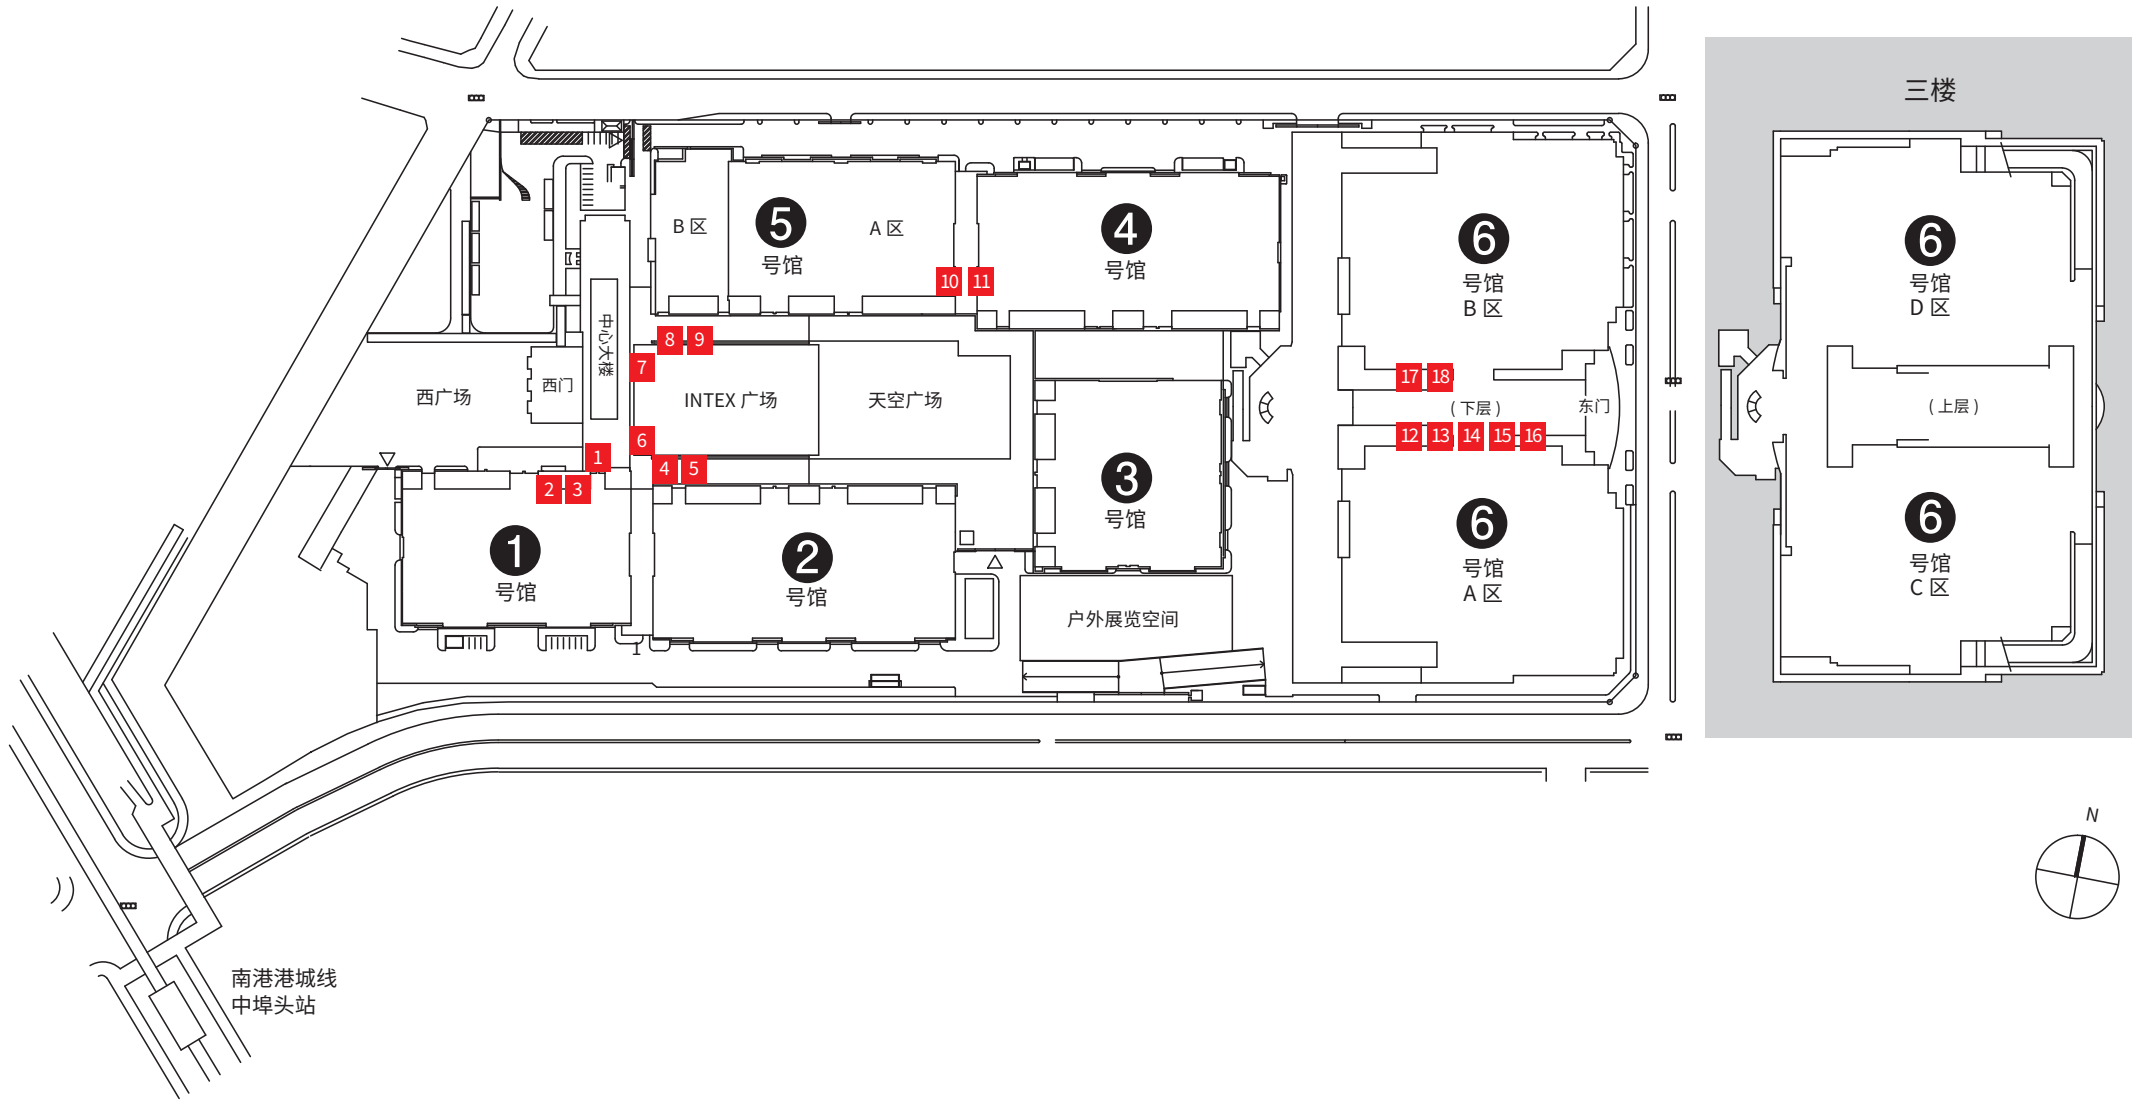 三楼
5
号馆
B 区
A 区
4
号馆
6
号馆
B 区
6
号馆
D 区
10
11
中心大楼
8
9
7
西门
西广场
INTEX 广场
天空广场
17
18
( 下层 )
东门
( 上层 )
6
12
13
14
15
16
1
4
5
2
3
3
号馆
6
号馆
A 区
6
号馆
C 区
1
号馆
2
号馆
户外展览空间
1
N
南港港城线
中埠头站